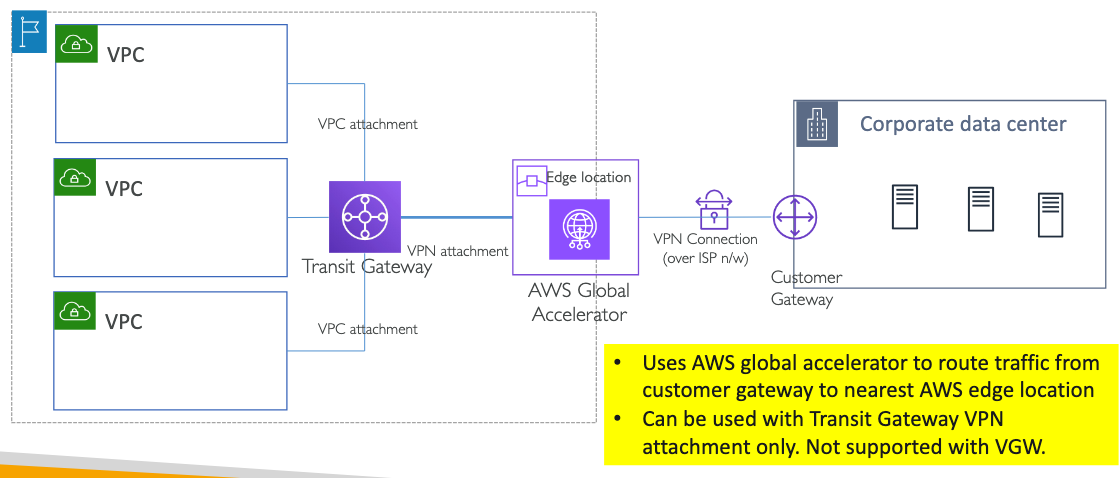 VPC
VPC attachment
VPC
VPC
VPC attachment
Transit Gateway
VPN attachment
Edge location
AWS Global
Accelerator
VPN Connection
(over ISP n/w)
Customer
Gateway
Corporate data center
• Uses AWS global accelerator to route traffic from
customer gateway to nearest AWS edge location
• Can be used with Transit Gateway VPN
attachment only. Not supported with VGW.